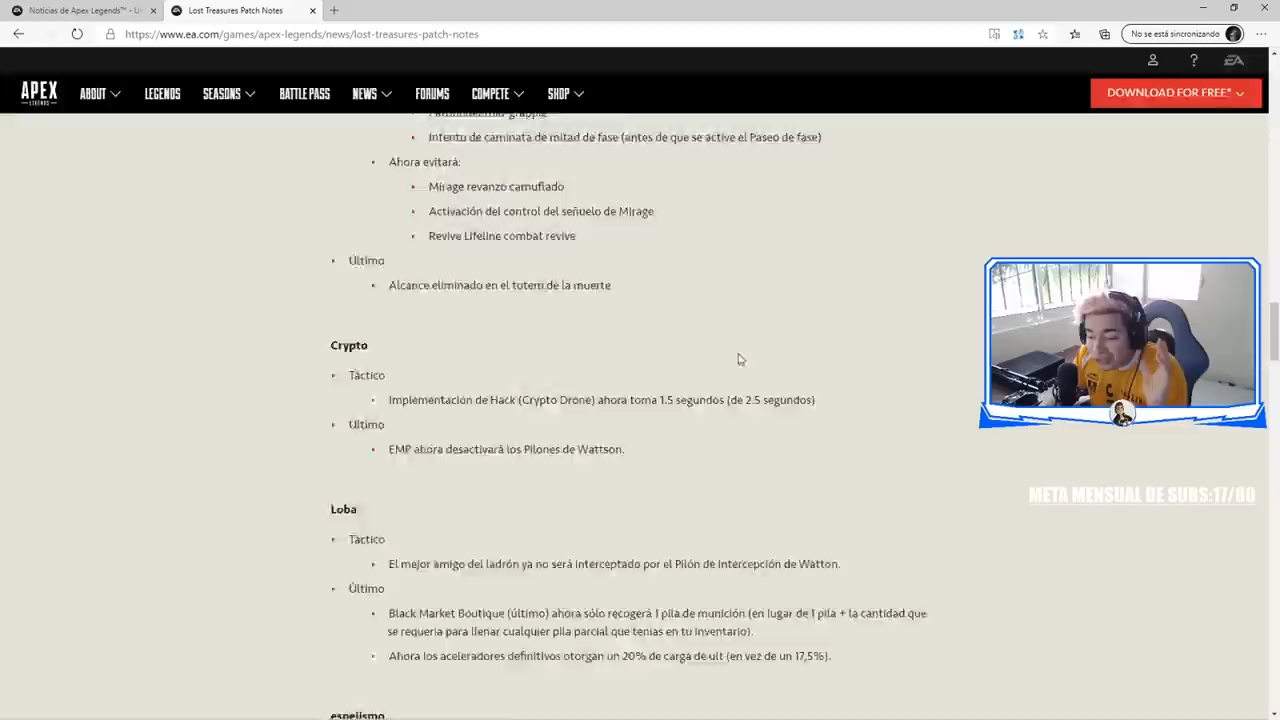 Noticias de Apex Legends™ - U
Lost Treasures Patch Notes
https://www.ea.com/games/apex-legends/news/lost-treasures-patch-notes
No se está sincronizando
EA
APEX
LEGENDS
ABOUT
LEGENDS
SEASONS
BATTLE PASS
NEWS
FORUMS
COMPETE
SHOP
DOWNLOAD FOR FREE*
grapple
Intento de caminata de mitad de fase (antes de que se active el Paseo de fase)
Ahora evitará:
Mirage revanzo camuflado
Activación del control del señuelo de Mirage
Revive Lifeline combat revive
Último
Alcance eliminado en el totem de la muerte
Crypto
Táctico
Implementación de Hack (Crypto Drone) ahora toma 1.5 segundos (de 2.5 segundos)
Último
EMP ahora desactivará los Pilones de Wattson.
META MENSUAL DE SUBS:17/80
Loba
Táctico
El mejor amigo del ladrón ya no será interceptado por el Pilón de Intercepción de Watton.
Último
Black Market Boutique (último) ahora sólo recogerá 1 pila de munición (en lugar de 1 pila + la cantidad que
se requería para llenar cualquier pila parcial que tenías en tu inventario).
Ahora los aceleradores definitivos otorgan un 20% de carga de ult (en vez de un 17,5%).
espejismo